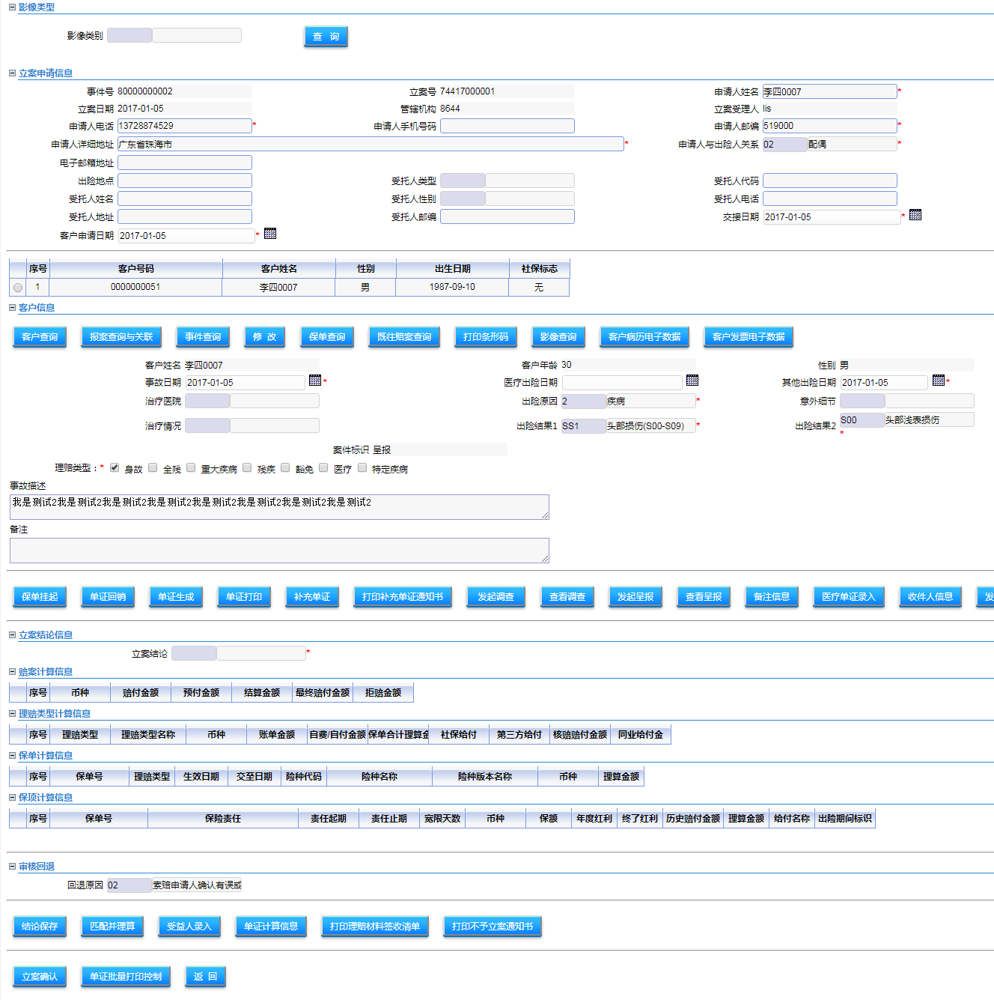 影像类型
影像类别 查 询
立案申请信息
事件号 80000000002 立案号 74417000001 申请人姓名 李四0007 *
立案日期 2017-01-05 管辖机构 8644 立案受理人 lis
申请人电话 13728874529 * 申请人手机号码 申请人邮编 519000 *
申请人详细地址 广东省珠海市 * 申请人与出险人关系 02 配偶 *
电子邮箱地址
出险地点 受托人类型 受托人代码
受托人姓名 受托人性别 受托人电话
受托人地址 受托人邮编 交接日期 2017-01-05 *
客户申请日期 2017-01-05 *
序号 客户号码 客户姓名 性别 出生日期 社保标志
1 0000000051 李四0007 男 1987-09-10 无
客户信息
客户查询 报案查询与关联 事件查询 修 改 保单查询 既往赔案查询 打印条形码 影像查询 客户病历电子数据 客户发票电子数据
客户姓名 李四0007 客户年龄 30 性别 男
事故日期 2017-01-05 * 医疗出险日期 其他出险日期 2017-01-05 *
治疗医院 出险原因 2 疾病 * 意外细节
治疗情况 出险结果1 SS1 头部损伤(S00-S09) * 出险结果2 S00 头部浅表损伤 *
案件标识 呈报
理赔类型：* 身故 全残 重大疾病 残疾 豁免 医疗 特定疾病
事故描述
我是测试2我是测试2我是测试2我是测试2我是测试2我是测试2我是测试2我是测试2
备注
保单挂起 单证回销 单证生成 单证打印 补充单证 打印补充单证通知书 发起调查 查看调查 发起呈报 查看呈报 备注信息 医疗单证录入 收件人信息 发
立案结论信息
立案结论 *
赔案计算信息
序号 币种 赔付金额 预付金额 结算金额 最终赔付金额 拒赔金额
理赔类型计算信息
序号 理赔类型 理赔类型名称 币种 账单金额 自费/自付金额 保单合计理算金 社保给付 第三方给付 核赔赔付金额 同业给付金
保单计算信息
序号 保单号 理赔类型 生效日期 交至日期 险种代码 险种名称 险种版本名称 币种 理算金额
保项计算信息
序号 保单号 保险责任 责任起期 责任止期 宽限天数 币种 保额 年度红利 终了红利 历史赔付金额 理算金额 给付名称 出险期间标识
审核回退
回退原因 02 索赔申请人确认有误或
结论保存 匹配并理算 受益人录入 单证计算信息 打印理赔材料签收清单 打印不予立案通知书
立案确认 单证批量打印控制 返 回